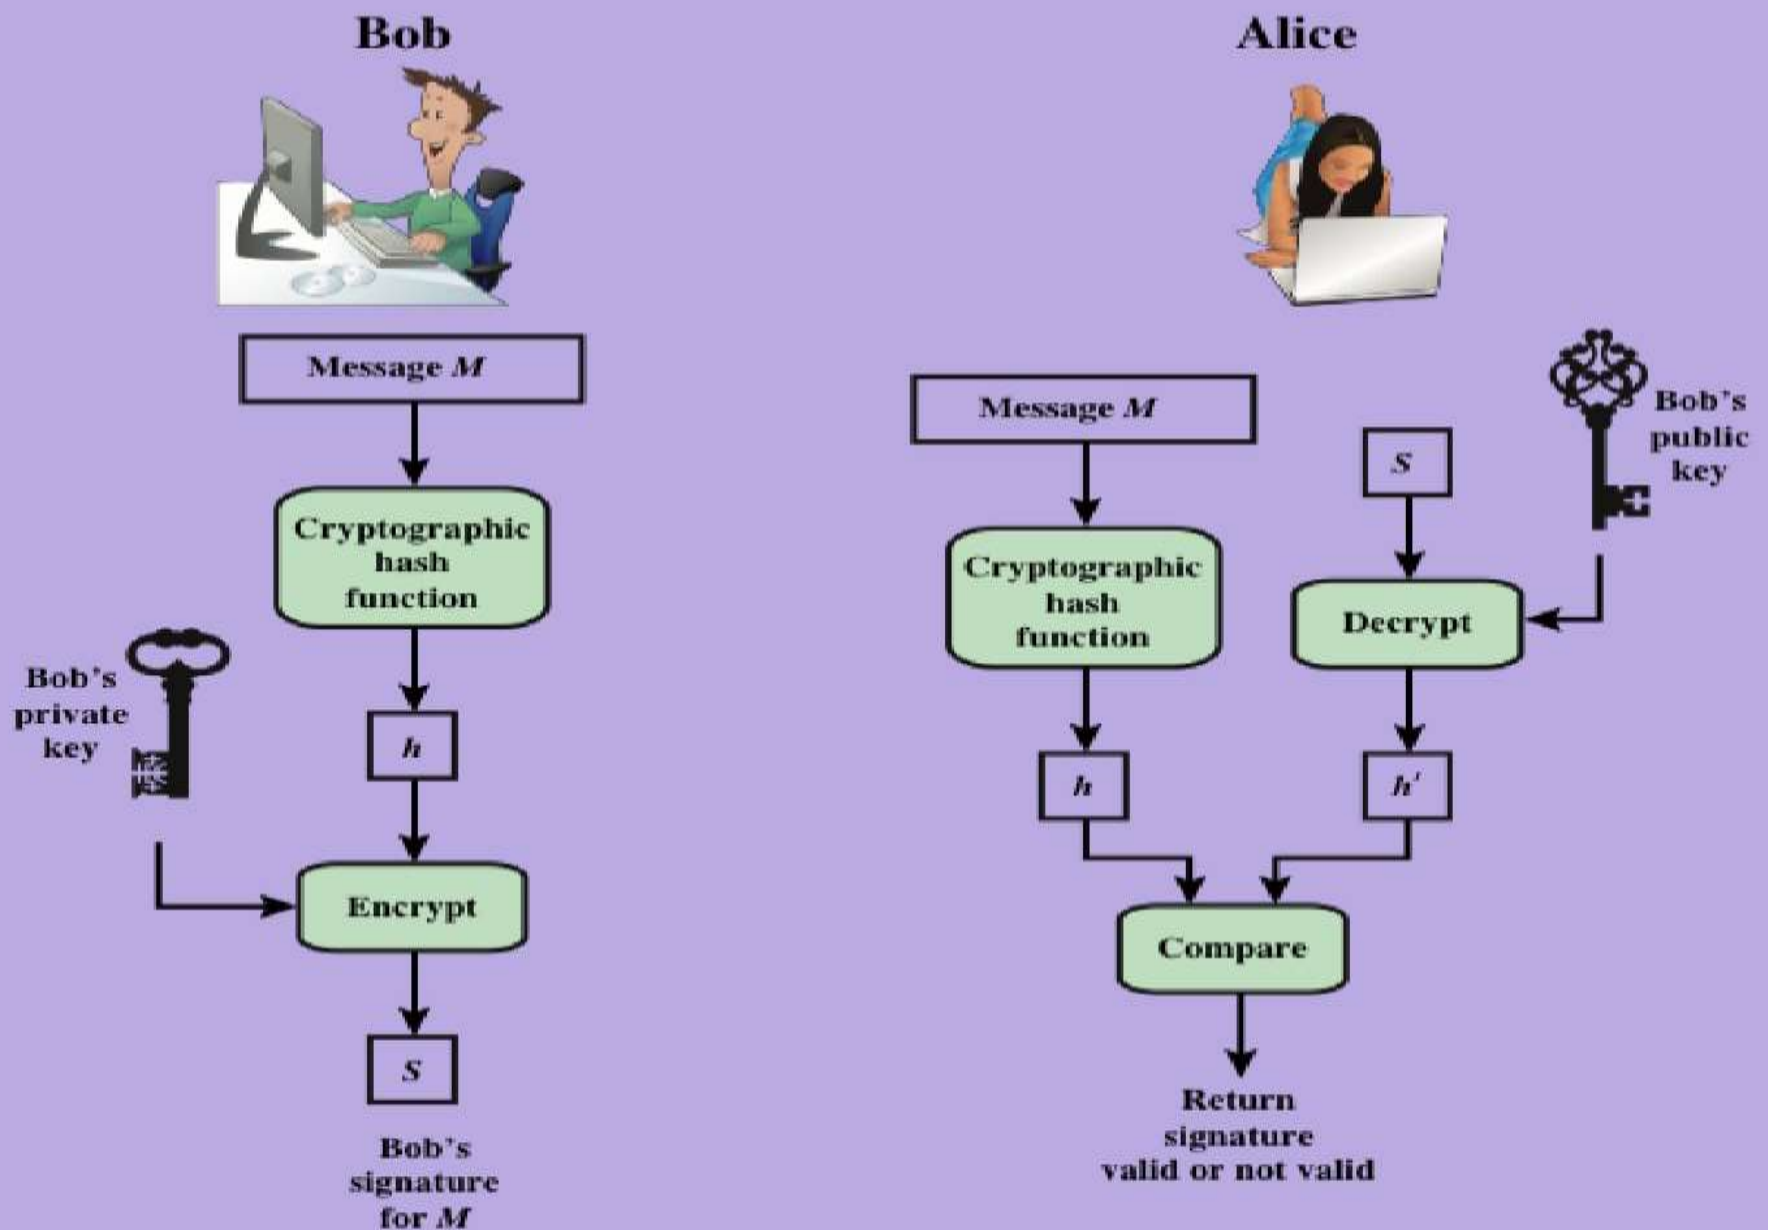 Bob
Message M
Cryptographic
hash
function
Bob's
private
key
h
Encrypt
S
Bob's
signature
for M
Alice
Message M
Cryptographic
hash
function
S
Bob's
public
key
Decrypt
h
h'
Compare
Return
signature
valid or not valid